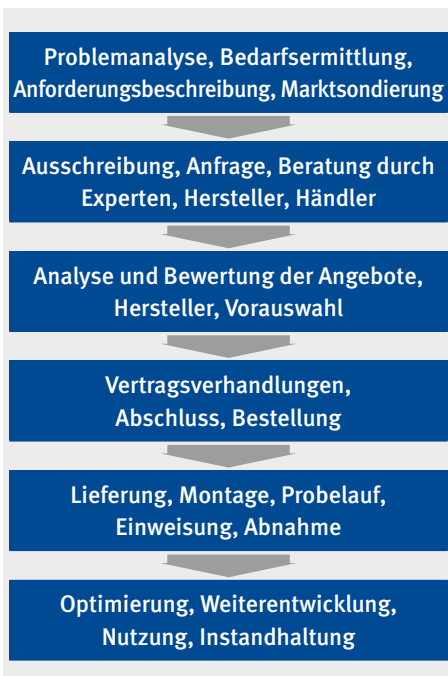 Problemanalyse, Bedarfsermittlung,
Anforderungsbeschreibung, Marktsondierung
Ausschreibung, Anfrage, Beratung durch
Experten, Hersteller, Händler
Analyse und Bewertung der Angebote,
Hersteller, Vorauswahl
Vertragsverhandlungen,
Abschluss, Bestellung
Lieferung, Montage, Probelauf,
Einweisung, Abnahme
Optimierung, Weiterentwicklung,
Nutzung, Instandhaltung